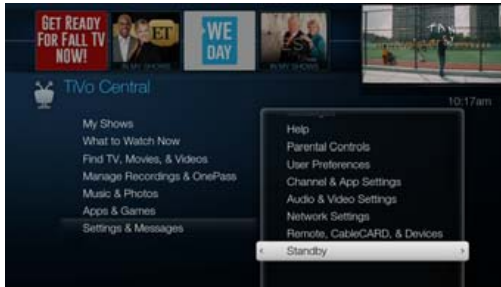 GET READY
FOR FALL TV
NOW!
ET
IN MY SHOWS
WE
DAY
IN MY SHOWS
TiVo Central
10:17am
My Shows
What to Watch Now
Find TV, Movies, & Videos
Manage Recordings & OnePass
Music & Photos
Apps & Games
Settings & Messages
Help
Parental Controls
User Preferences
Channel & App Settings
Audio & Video Settings
Network Settings
Remote, CableCARD, & Devices
Standby